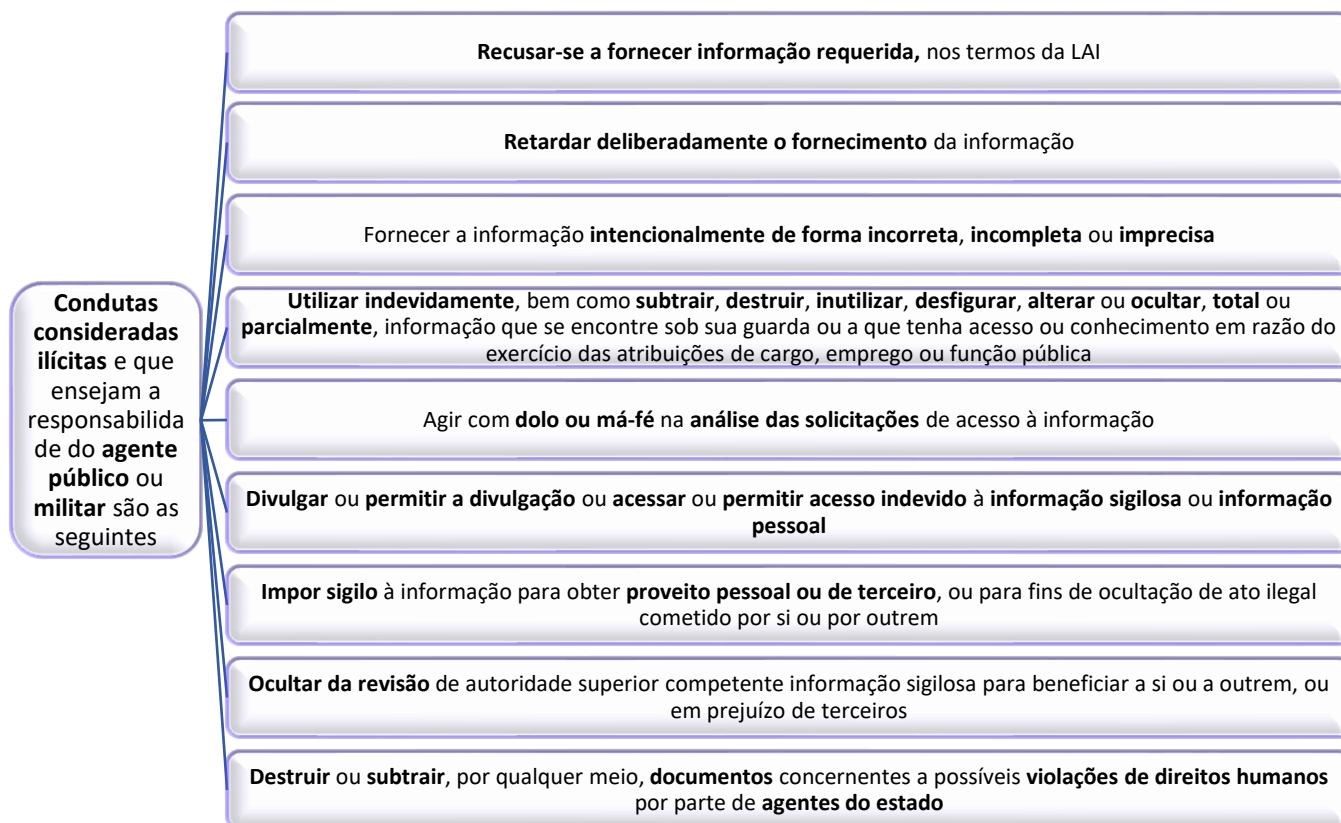 Condutas
consideradas
ilícitas e que
ensejam a
responsabilida
de do agente
público ou
militar são as
seguintes
Recusar-se a fornecer informação requerida, nos termos da LAI
Retardar deliberadamente o fornecimento da informação
Fornecer a informação intencionalmente de forma incorreta, incompleta ou imprecisa
Utilizar indevidamente, bem como subtrair, destruir, inutilizar, desfigurar, alterar ou ocultar, total ou
parcialmente, informação que se encontre sob sua guarda ou a que tenha acesso ou conhecimento em razão do
exercício das atribuições de cargo, emprego ou função pública
Agir com dolo ou má-fé na análise das solicitações de acesso à informação
Divulgar ou permitir a divulgação ou acessar ou permitir acesso indevido à informação sigilosa ou informação
pessoal
Impor sigilo à informação para obter proveito pessoal ou de terceiro, ou para fins de ocultação de ato ilegal
cometido por si ou por outrem
Ocultar da revisão de autoridade superior competente informação sigilosa para beneficiar a si ou a outrem, ou
em prejuízo de terceiros
Destruir ou subtrair, por qualquer meio, documentos concernentes a possíveis violações de direitos humanos
por parte de agentes do estado